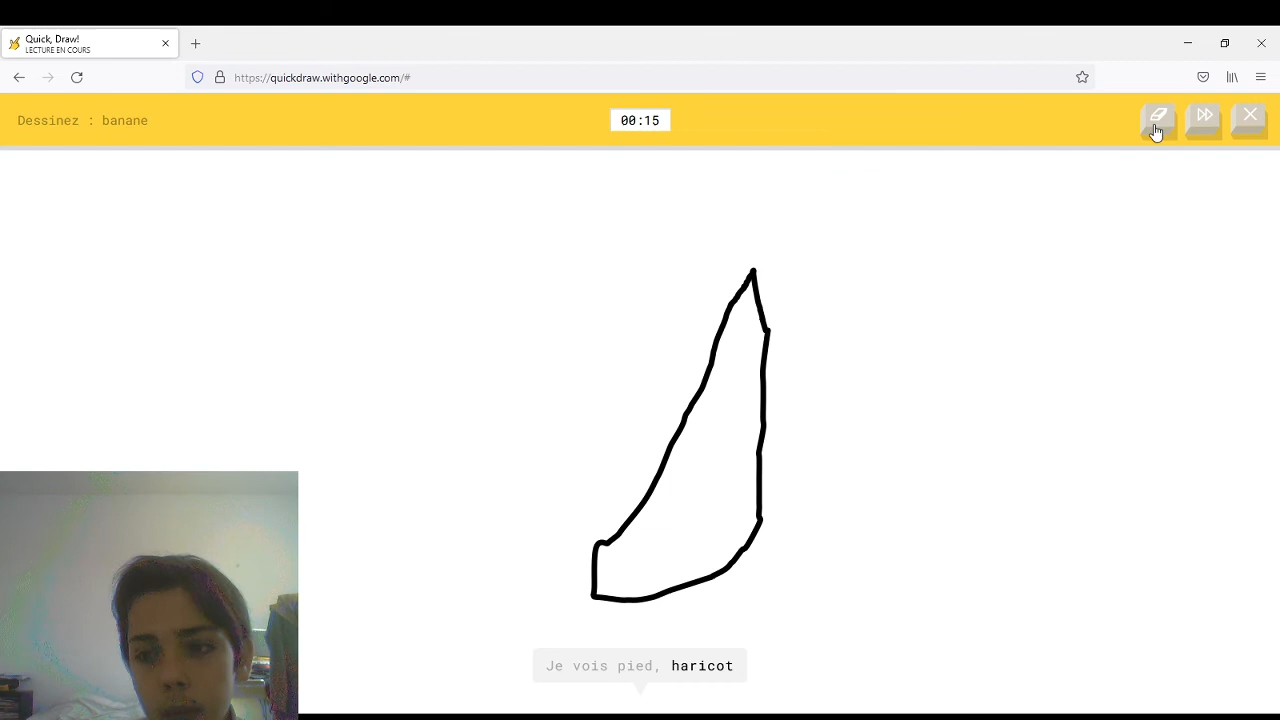 Quick, Draw!
LECTURE EN COURS
https://quickdraw.withgoogle.com/#
Dessinez : banane
00:15
Je vois pied, haricot